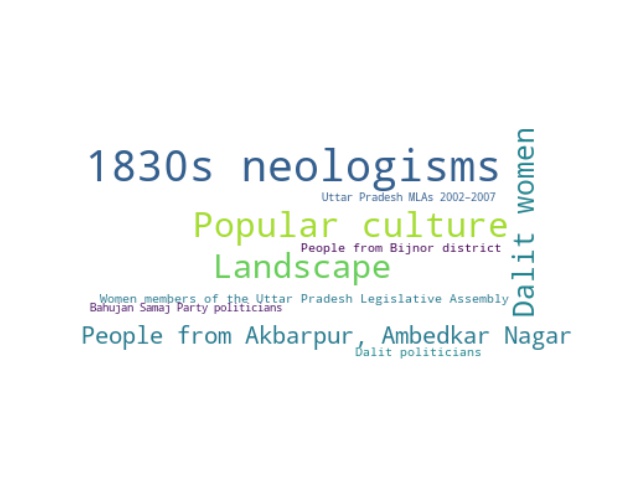 1830s neologisms
Dalit women
Uttar Pradesh MLAs 2002–2007
Popular culture
People from Bijnor district
Landscape
Women members of the Uttar Pradesh Legislative Assembly
Bahujan Samaj Party politicians
People from Akbarpur, Ambedkar Nagar
Dalit politicians